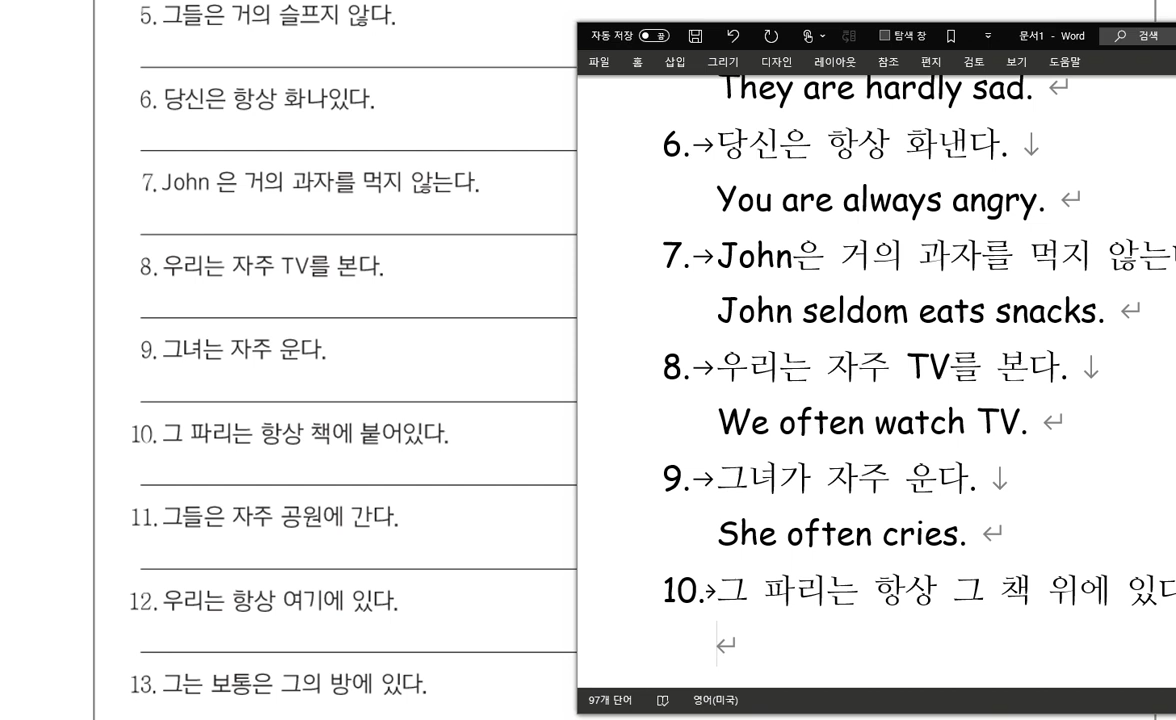 5. 그들은 거의 슬프지 않다.
6. 당신은 항상 화나있다.
7. John 은 거의 과자를 먹지 않는다.
8. 우리는 자주 TV를 본다.
9. 그녀는 자주 운다.
10. 그 파리는 항상 책에 붙어있다.
11. 그들은 자주 공원에 간다.
12. 우리는 항상 여기에 있다.
13. 그는 보통은 그의 방에 있다.
자동 저장 끔 탐색 창 문서1 - Word 검색
파일 홈 삽입 그리기 디자인 레이아웃 참조 편지 검토 보기 도움말
They are hardly sad. ↵
6.→당신은 항상 화낸다. ↓
You are always angry. ↵
7.→John은 거의 과자를 먹지 않는
John seldom eats snacks. ↵
8.→우리는 자주 TV를 본다. ↓
We often watch TV. ↵
9.→그녀가 자주 운다. ↓
She often cries. ↵
10.→그 파리는 항상 그 책 위에 있다
↵
97개 단어 영어(미국)